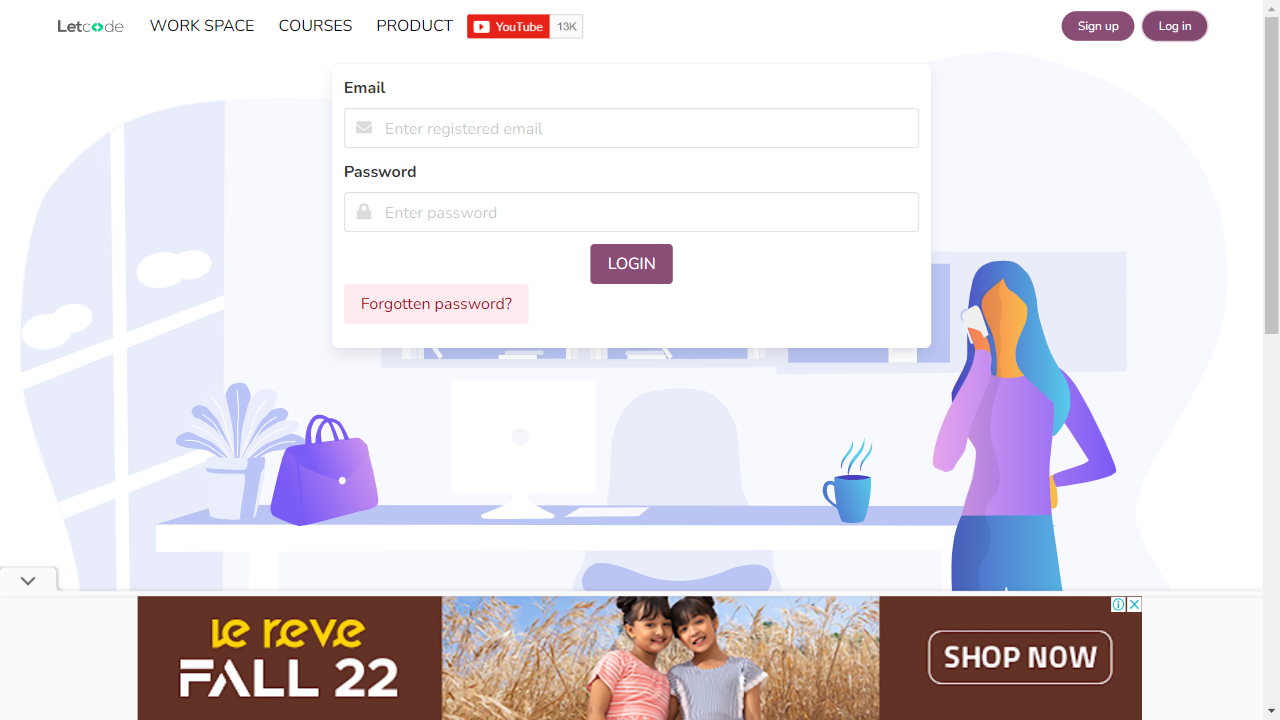 Letcode WORK SPACE COURSES PRODUCT YouTube 13K Sign up Log in
Email
Enter registered email
Password
Enter password
LOGIN
Forgotten password?
le reve
FALL 22
SHOP NOW